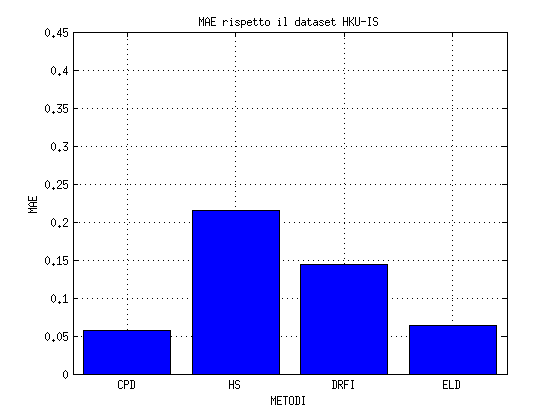 MAE rispetto il dataset HKU-IS
0.45
0.4
0.35
0.3
0.25
0.2
0.15
0.1
0.05
0
MAE
CPD HS DRFI ELD
METODI